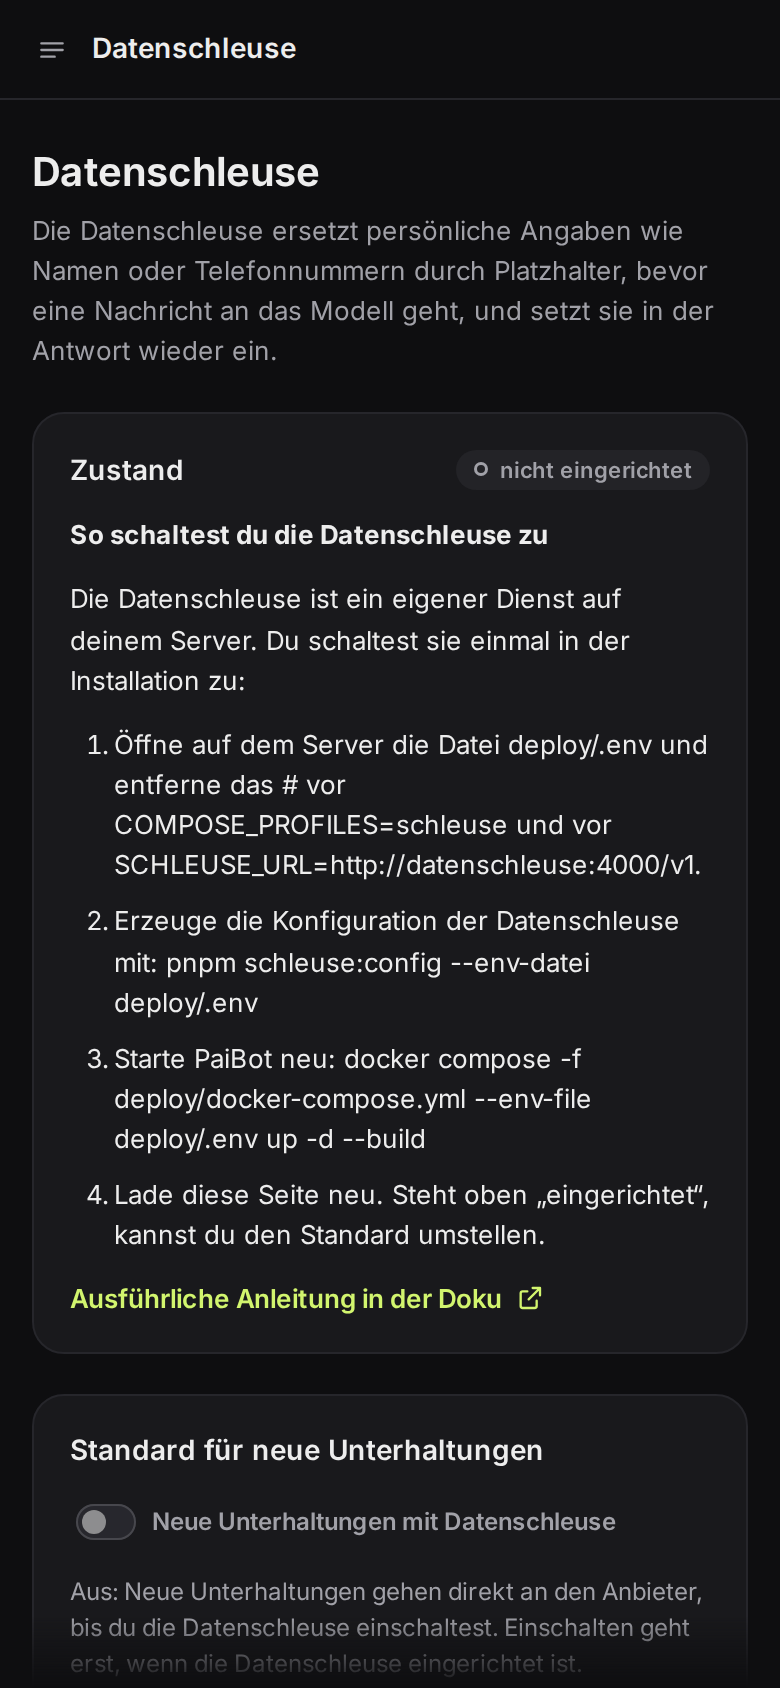 Datenschleuse
Datenschleuse
Die Datenschleuse ersetzt persönliche Angaben wie
Namen oder Telefonnummern durch Platzhalter, bevor
eine Nachricht an das Modell geht, und setzt sie in der
Antwort wieder ein.
Zustand
nicht eingerichtet
So schaltest du die Datenschleuse zu
Die Datenschleuse ist ein eigener Dienst auf
deinem Server. Du schaltest sie einmal in der
Installation zu:
1. Öffne auf dem Server die Datei deploy/.env und
entferne das # vor
COMPOSE_PROFILES=schleuse und vor
SCHLEUSE_URL=http://datenschleuse:4000/v1.
2. Erzeuge die Konfiguration der Datenschleuse
mit: pnpm schleuse:config --env-datei
deploy/.env
3. Starte PaiBot neu: docker compose -f
deploy/docker-compose.yml --env-file
deploy/.env up -d --build
4. Lade diese Seite neu. Steht oben „eingerichtet“,
kannst du den Standard umstellen.
Ausführliche Anleitung in der Doku
Standard für neue Unterhaltungen
Neue Unterhaltungen mit Datenschleuse
Aus: Neue Unterhaltungen gehen direkt an den Anbieter,
bis du die Datenschleuse einschaltest. Einschalten geht
erst, wenn die Datenschleuse eingerichtet ist.